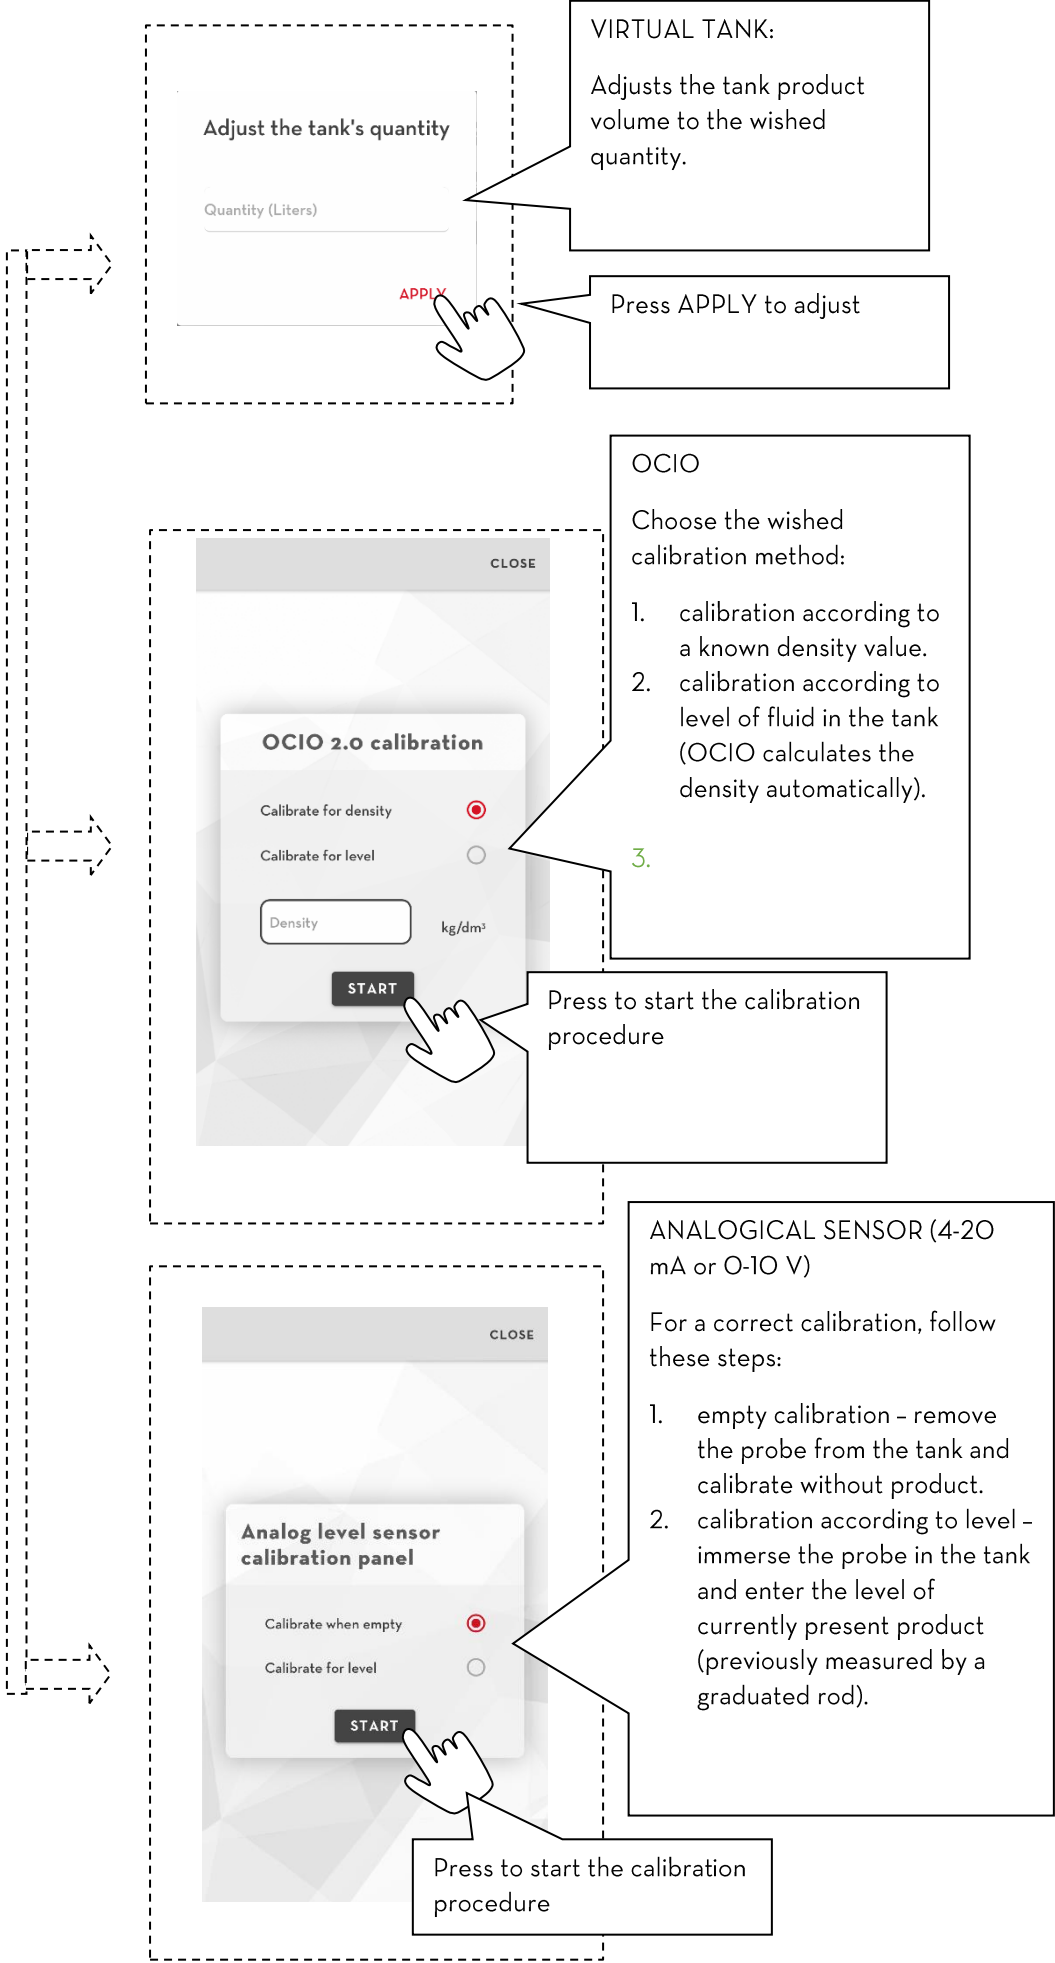 VIRTUAL TANK:
Adjusts the tank product
volume to the wished
quantity.
Adjust the tank's quantity
Quantity (Liters)
APPLY
Press APPLY to adjust
OCIO
Choose the wished
calibration method:
1. calibration according to
a known density value.
2. calibration according to
level of fluid in the tank
(OCIO calculates the
density automatically).
3.
CLOSE
OCIO 2.0 calibration
Calibrate for density
Calibrate for level
Density
kg/dm³
START
Press to start the calibration
procedure
ANALOGICAL SENSOR (4-20
mA or 0-10 V)
For a correct calibration, follow
these steps:
1. empty calibration – remove
the probe from the tank and
calibrate without product.
2. calibration according to level –
immerse the probe in the tank
and enter the level of
currently present product
(previously measured by a
graduated rod).
CLOSE
Analog level sensor
calibration panel
Calibrate when empty
Calibrate for level
START
Press to start the calibration
procedure